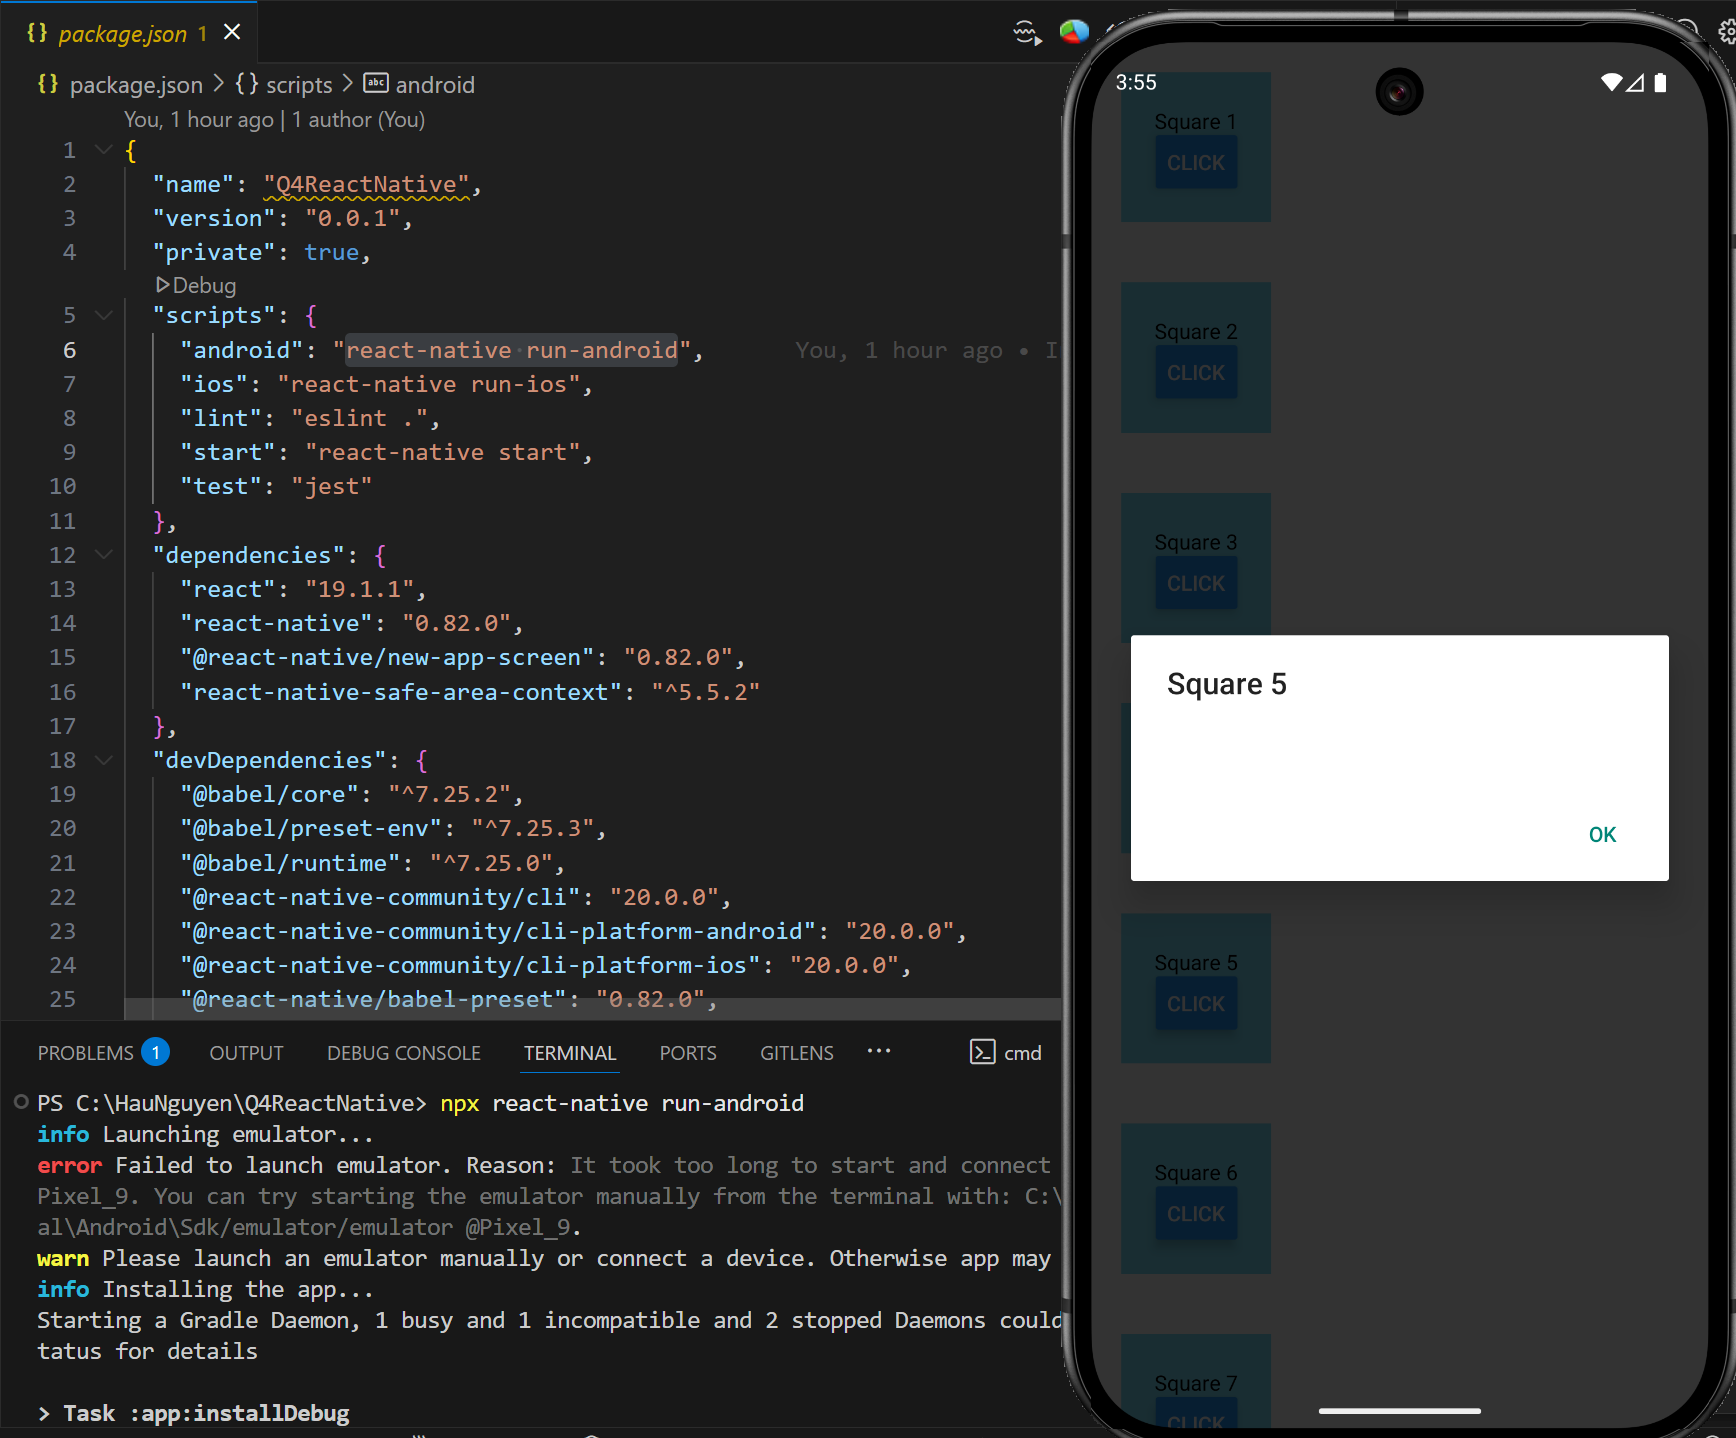 {} package.json 1 ×
{} package.json > {} scripts > abc android
You, 1 hour ago | 1 author (You)
1 {
2 "name": "Q4ReactNative",
3 "version": "0.0.1",
4 "private": true,
Debug
5 "scripts": {
6 "android": "react-native run-android", You, 1 hour ago •
7 "ios": "react-native run-ios",
8 "lint": "eslint .",
9 "start": "react-native start",
10 "test": "jest"
11 },
12 "dependencies": {
13 "react": "19.1.1",
14 "react-native": "0.82.0",
15 "@react-native/new-app-screen": "0.82.0",
16 "react-native-safe-area-context": "^5.5.2"
17 },
18 "devDependencies": {
19 "@babel/core": "^7.25.2",
20 "@babel/preset-env": "^7.25.3",
21 "@babel/runtime": "^7.25.0",
22 "@react-native-community/cli": "20.0.0",
23 "@react-native-community/cli-platform-android": "20.0.0",
24 "@react-native-community/cli-platform-ios": "20.0.0",
25 "@react-native/babel-preset": "0.82.0",
PROBLEMS 1 OUTPUT DEBUG CONSOLE TERMINAL PORTS GITLENS ··· cmd
PS C:\HauNguyen\Q4ReactNative> npx react-native run-android
info Launching emulator...
error Failed to launch emulator. Reason: It took too long to start and connect
Pixel_9. You can try starting the emulator manually from the terminal with: C:\
al\Android\Sdk/emulator/emulator @Pixel_9.
warn Please launch an emulator manually or connect a device. Otherwise app may
info Installing the app...
Starting a Gradle Daemon, 1 busy and 1 incompatible and 2 stopped Daemons could
tatus for details
> Task :app:installDebug
3:55
Square 1
CLICK
Square 2
CLICK
Square 3
CLICK
Square 5
OK
Square 5
CLICK
Square 6
CLICK
Square 7
CLICK